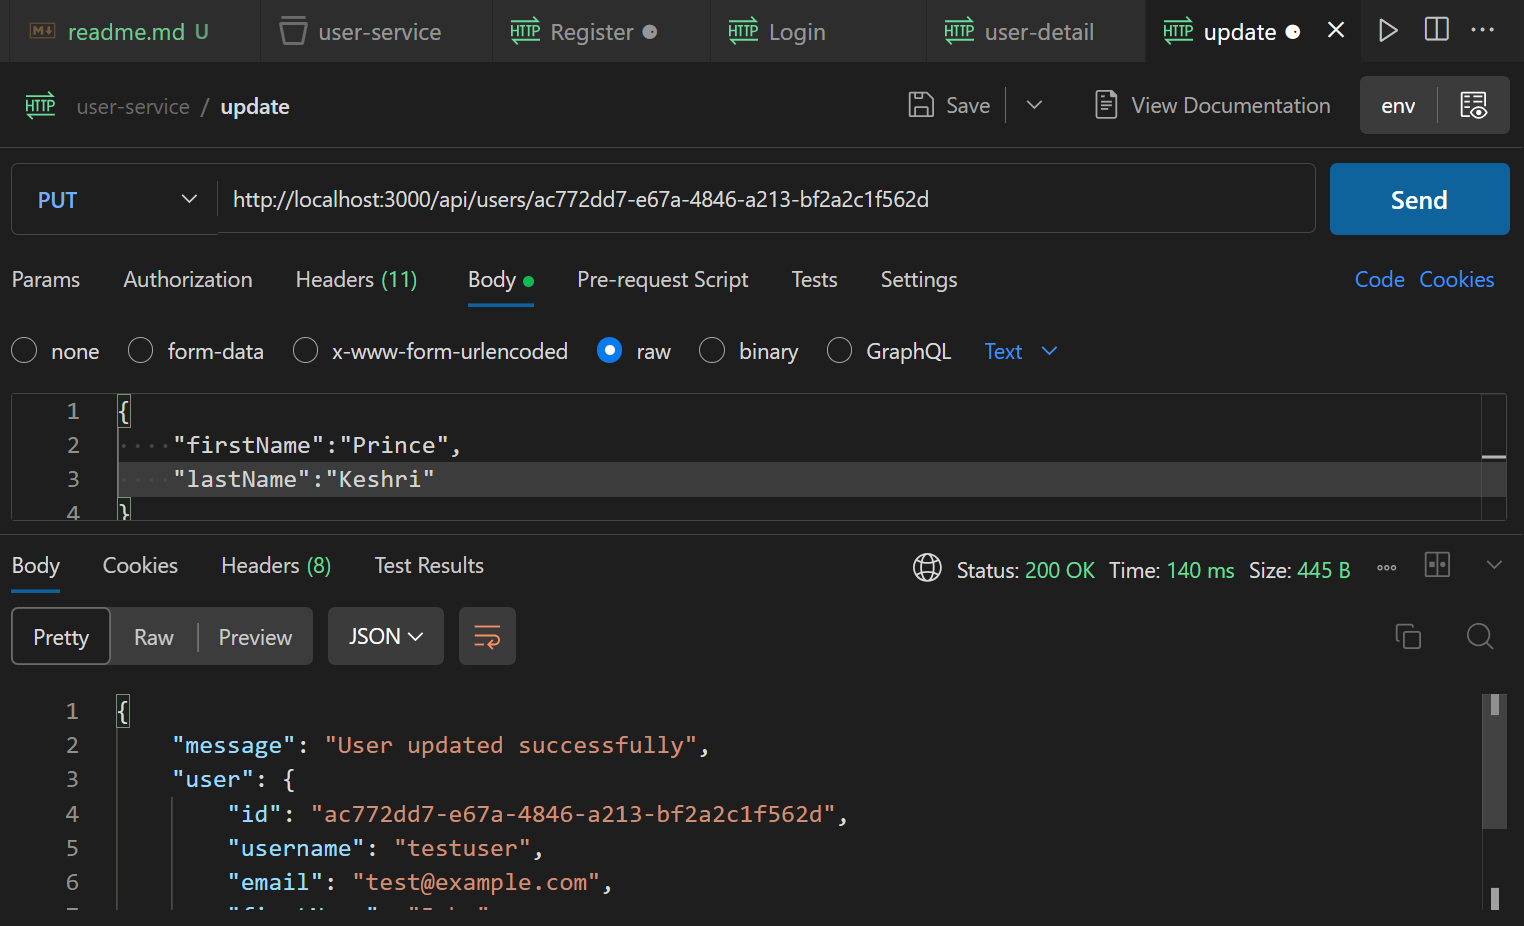 readme.md U user-service HTTP Register HTTP Login HTTP user-detail HTTP update
HTTP user-service / update Save View Documentation env
PUT http://localhost:3000/api/users/ac772dd7-e67a-4846-a213-bf2a2c1f562d Send
Params Authorization Headers (11) Body Pre-request Script Tests Settings Code Cookies
none form-data x-www-form-urlencoded raw binary GraphQL Text
1 {
2 "firstName":"Prince",
3 "lastName":"Keshri"
4 }
Body Cookies Headers (8) Test Results Status: 200 OK Time: 140 ms Size: 445 B
Pretty Raw Preview JSON
1 {
2 "message": "User updated successfully",
3 "user": {
4 "id": "ac772dd7-e67a-4846-a213-bf2a2c1f562d",
5 "username": "testuser",
6 "email": "test@example.com",